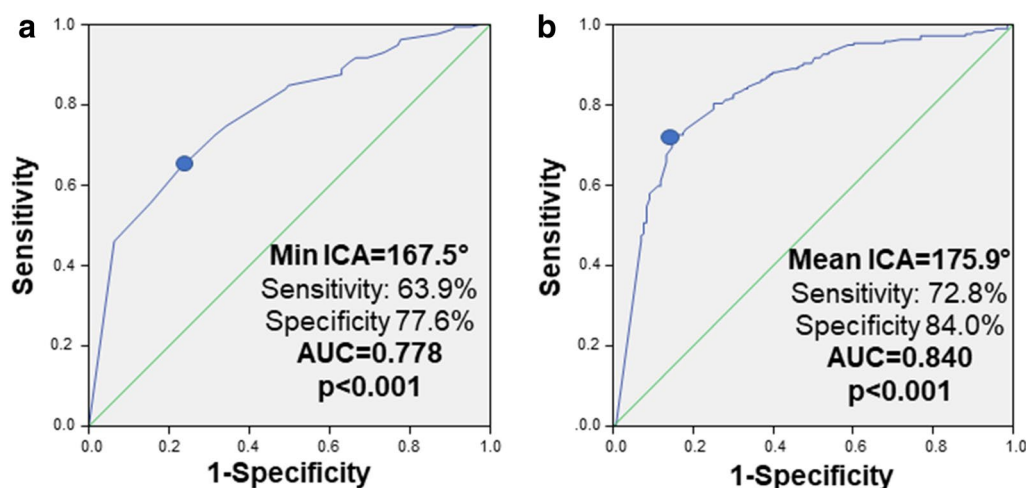 a
1.0
0.8
0.6
0.4
0.2
0.0
Sensitivity
Min ICA=167.5°
Sensitivity: 63.9%
Specificity 77.6%
AUC=0.778
p<0.001
0.0 0.2 0.4 0.6 0.8 1.0
1-Specificity
b
1.0
0.8
0.6
0.4
0.2
.0.0
Sensitivity
Mean ICA=175.9°
Sensitivity: 72.8%
Specificity 84.0%
AUC=0.840
p<0.001
0.0 0.2 0.4 0.6 0.8 1.0
1-Specificity